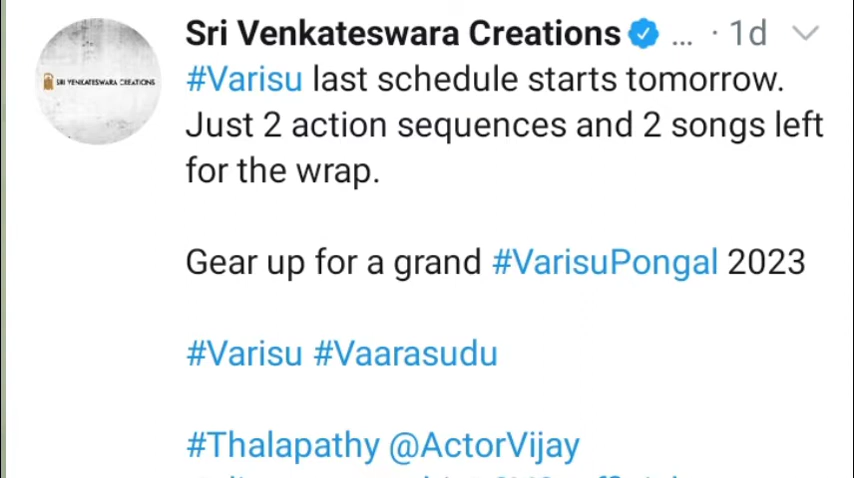 SRI VENKATESWARA CREATIONS
Sri Venkateswara Creations ... · 1d
#Varisu last schedule starts tomorrow.
Just 2 action sequences and 2 songs left
for the wrap.
Gear up for a grand #VarisuPongal 2023
#Varisu #Vaarasudu
#Thalapathy @ActorVijay